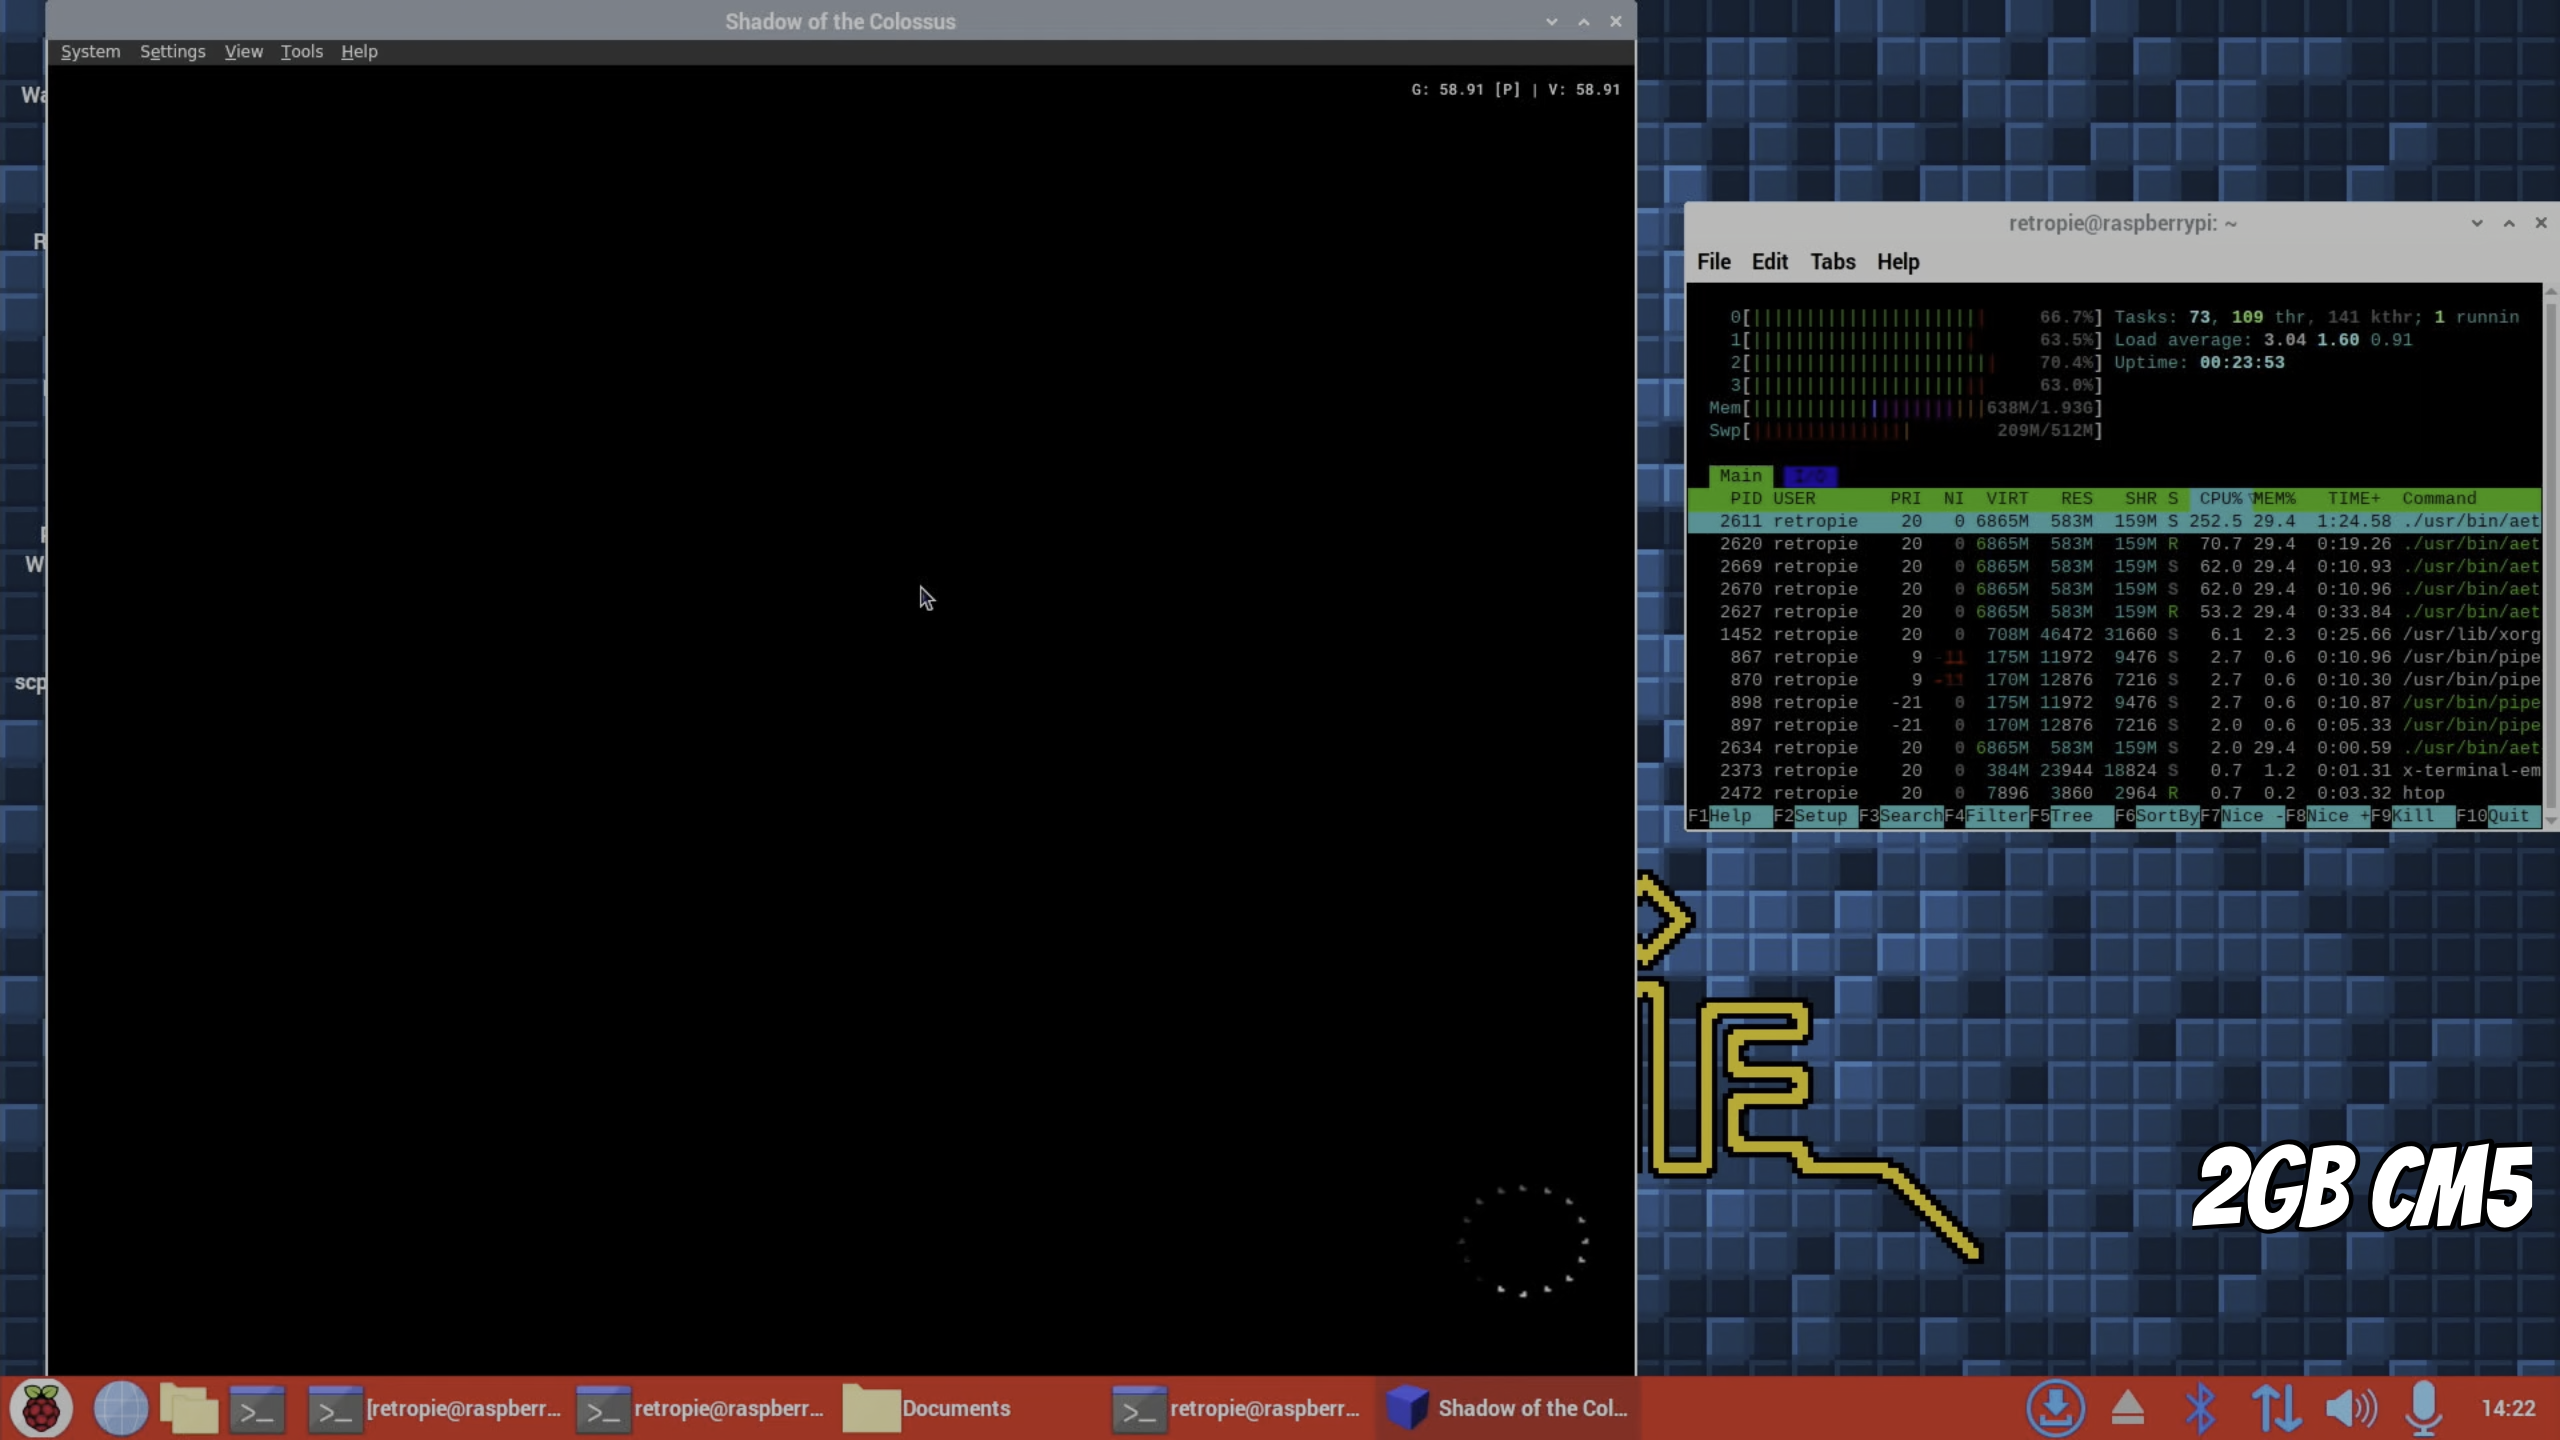 Shadow of the Colossus
System Settings View Tools Help
G: 58.91 [P] | V: 58.91
Wa
R
W
scp
retropie@raspberrypi: ~
File Edit Tabs Help
0[ 66.7%] Tasks: 73, 109 thr, 141 kthr; 1 runnin
1[ 63.5%] Load average: 3.04 1.60 0.91
2[ 70.4%] Uptime: 00:23:53
3[ 63.0%]
Mem[ 638M/1.93G]
Swp[ 209M/512M]
Main I/O
PID USER PRI NI VIRT RES SHR S CPU% MEM% TIME+ Command
2611 retropie 20 0 6865M 583M 159M S 252.5 29.4 1:24.58 ./usr/bin/aet
2620 retropie 20 0 6865M 583M 159M R 70.7 29.4 0:19.26 ./usr/bin/aet
2669 retropie 20 0 6865M 583M 159M S 62.0 29.4 0:10.93 ./usr/bin/aet
2670 retropie 20 0 6865M 583M 159M S 62.0 29.4 0:10.96 ./usr/bin/aet
2627 retropie 20 0 6865M 583M 159M R 53.2 29.4 0:33.84 ./usr/bin/aet
1452 retropie 20 0 708M 46472 31660 S 6.1 2.3 0:25.66 /usr/lib/xorg
867 retropie 9 -11 175M 11972 9476 S 2.7 0.6 0:10.96 /usr/bin/pipe
870 retropie 9 -11 170M 12876 7216 S 2.7 0.6 0:10.30 /usr/bin/pipe
898 retropie -21 0 175M 11972 9476 S 2.7 0.6 0:10.87 /usr/bin/pipe
897 retropie -21 0 170M 12876 7216 S 2.0 0.6 0:05.33 /usr/bin/pipe
2634 retropie 20 0 6865M 583M 159M S 2.0 29.4 0:00.59 ./usr/bin/aet
2373 retropie 20 0 384M 23944 18824 S 0.7 1.2 0:01.31 x-terminal-em
2472 retropie 20 0 7896 3860 2964 R 0.7 0.2 0:03.32 htop
F1Help F2Setup F3SearchF4FilterF5Tree F6SortByF7Nice -F8Nice +F9Kill F10Quit
2GB CM5
[retropie@raspberr... retropie@raspberr... Documents retropie@raspberr... Shadow of the Col... 14:22